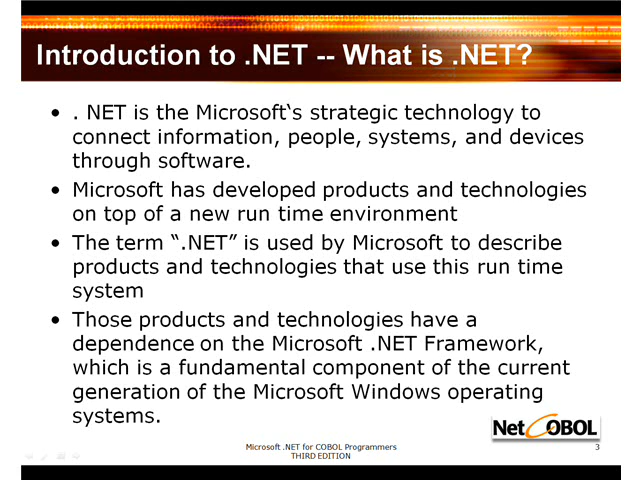 Introduction to .NET -- What is .NET?
• . NET is the Microsoft‘s strategic technology to
connect information, people, systems, and devices
through software.
• Microsoft has developed products and technologies
on top of a new run time environment
• The term “.NET” is used by Microsoft to describe
products and technologies that use this run time
system
• Those products and technologies have a
dependence on the Microsoft .NET Framework,
which is a fundamental component of the current
generation of the Microsoft Windows operating
systems.
NetCOBOL
Microsoft .NET for COBOL Programmers
THIRD EDITION
3